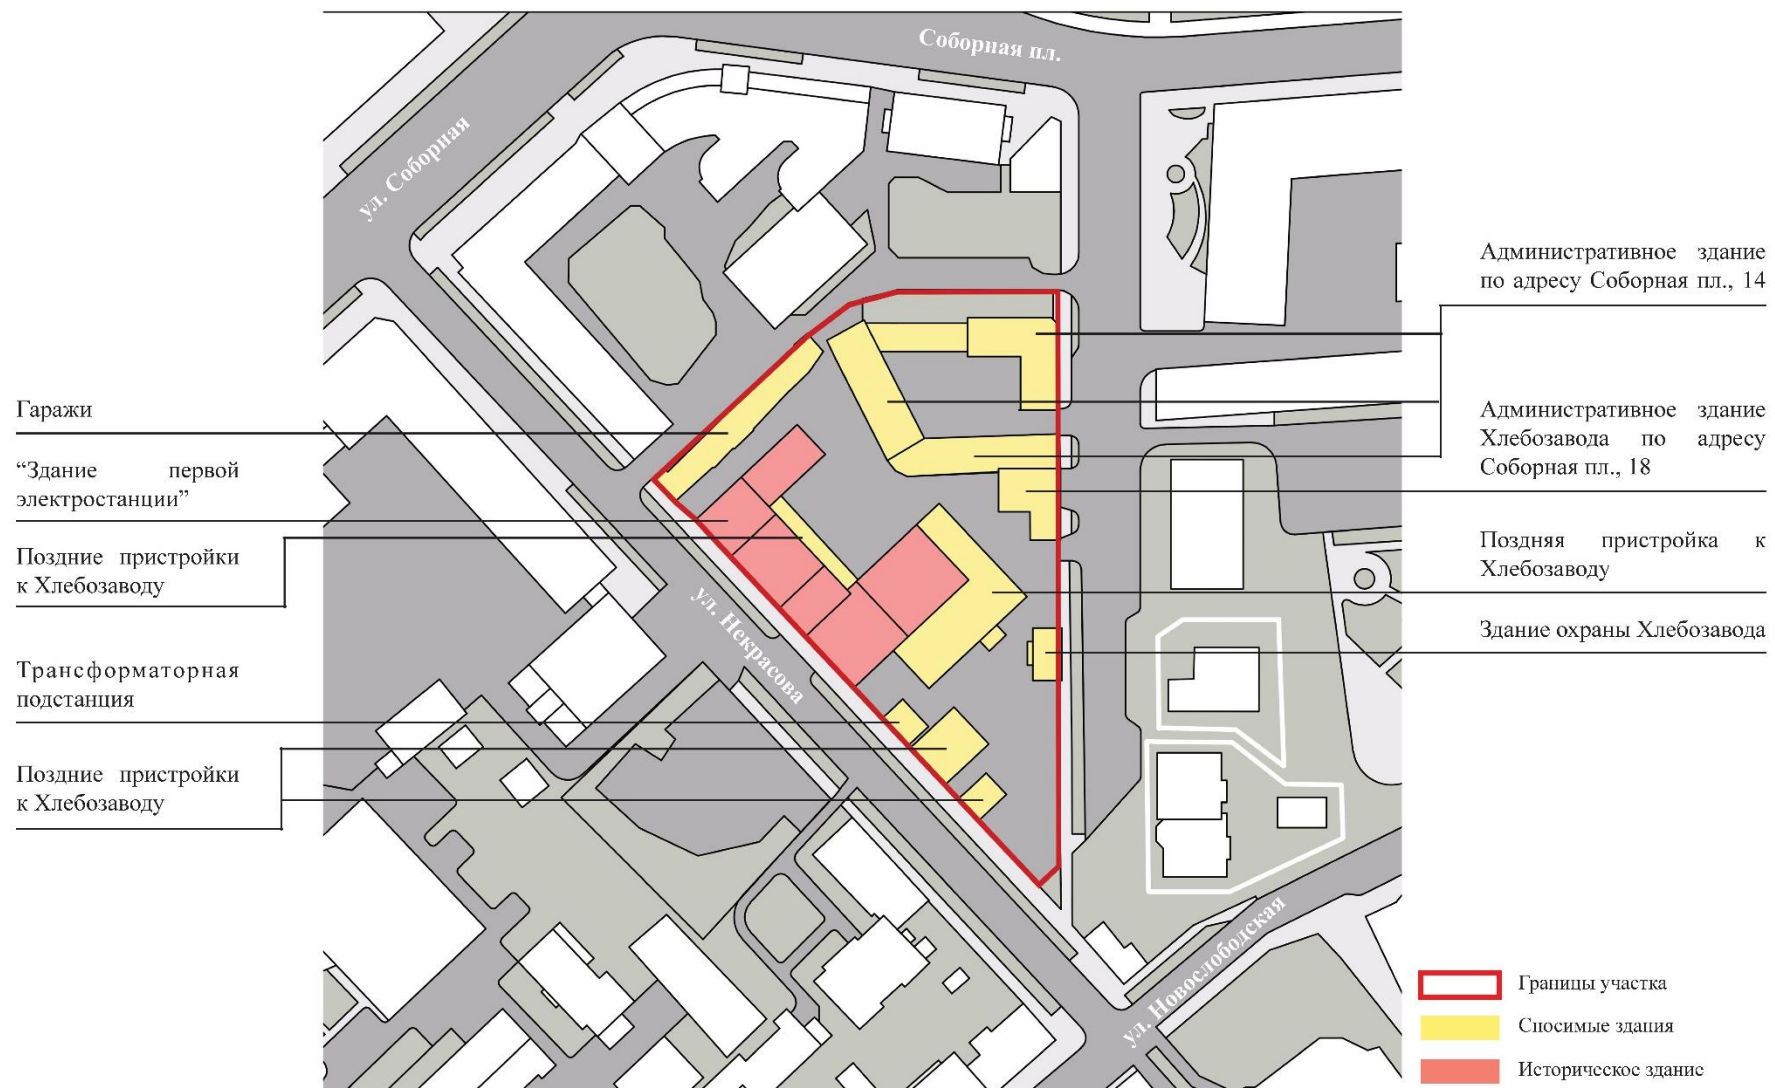 Соборная пл.
ул. Соборная
Административное здание
по адресу Соборная пл., 14
Гаражи
Административное здание
Хлебозавода по адресу
Соборная пл., 18
“Здание первой
электростанции”
Поздние пристройки
к Хлебозаводу
Поздняя пристройка к
Хлебозаводу
ул. Некрасова
Здание охраны Хлебозавода
Трансформаторная
подстанция
Поздние пристройки
к Хлебозаводу
ул. Новослободская
Границы участка
Сносимые здания
Историческое здание